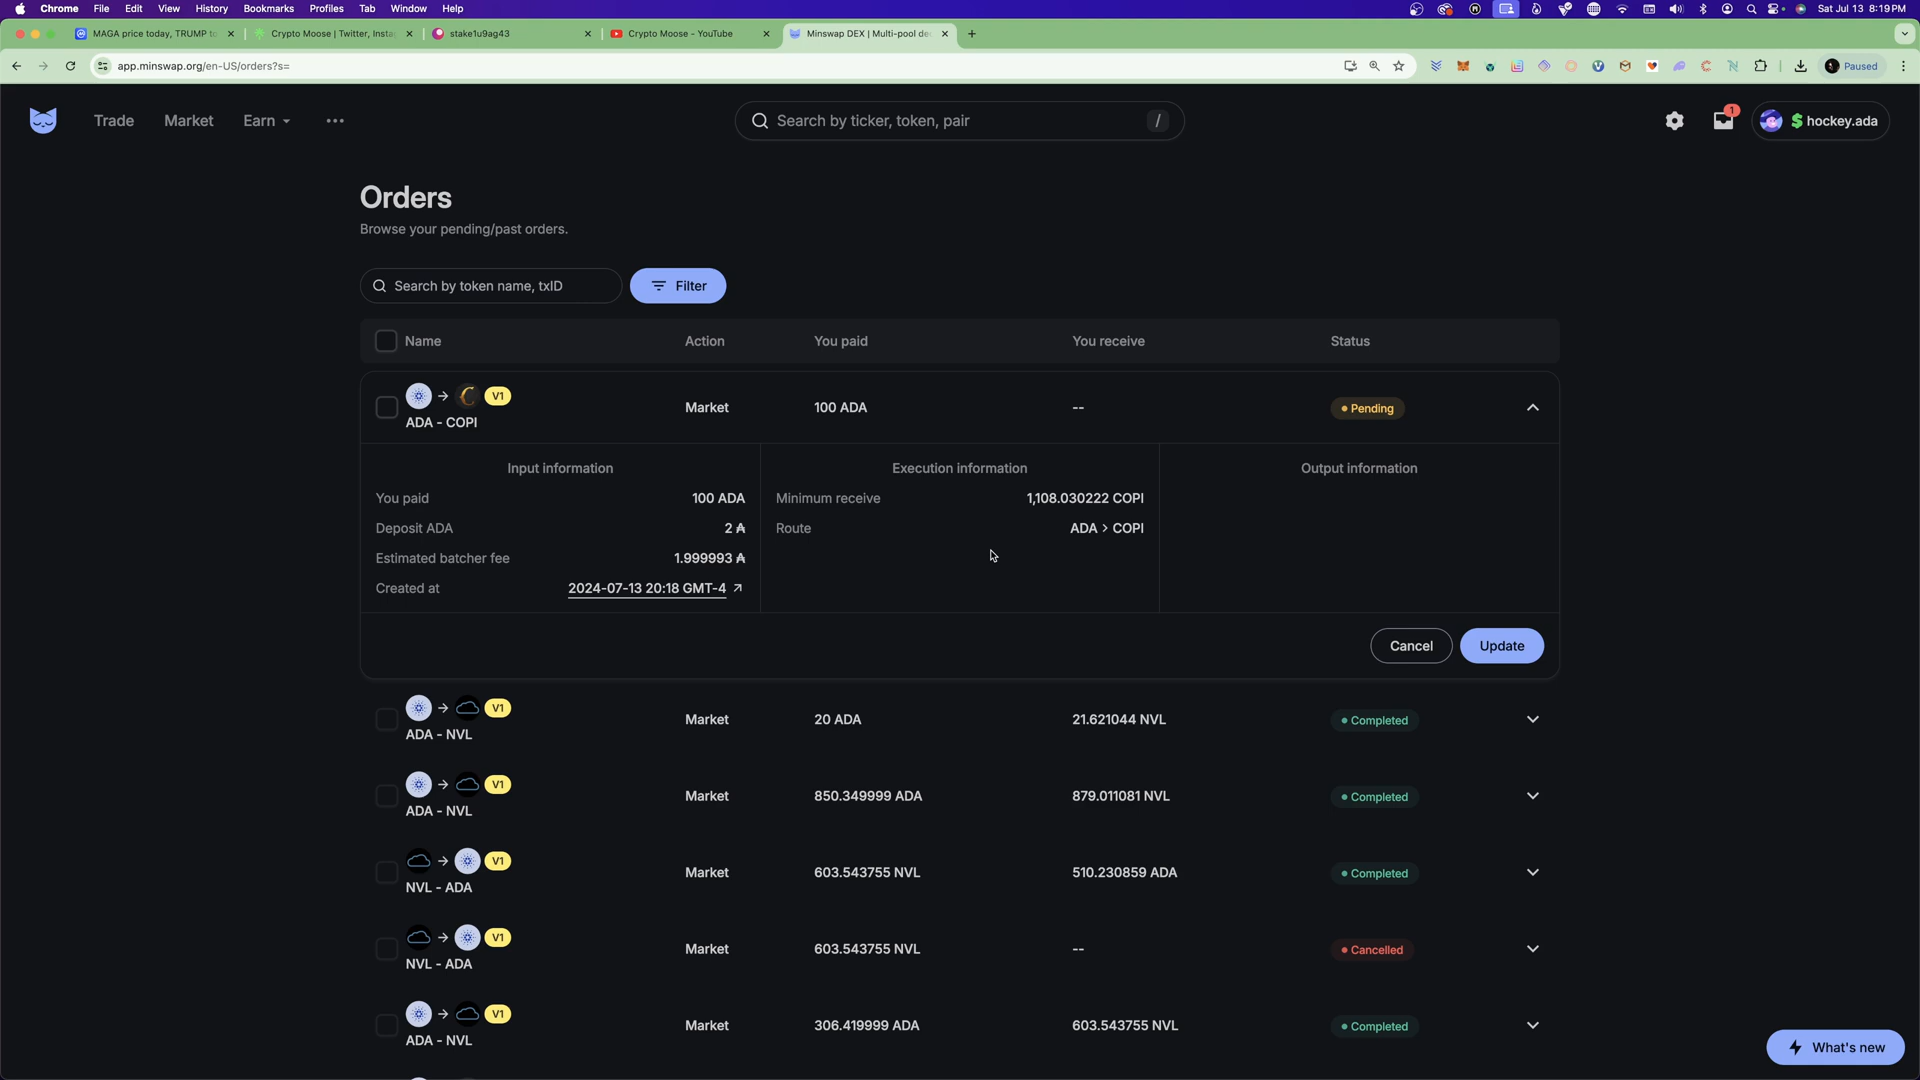 Chrome File Edit View History Bookmarks Profiles Tab Window Help Sat Jul 13 8:19 PM
MAGA price today, TRUMP to Crypto Moose | Twitter, Insta stake1u9ag43 Crypto Moose - YouTube Minswap DEX | Multi-pool de
app.minswap.org/en-US/orders?s= Paused
Trade Market Earn Search by ticker, token, pair / 1 $ hockey.ada
Orders
Browse your pending/past orders.
Search by token name, txID Filter
Name Action You paid You receive Status
V1
ADA - COPI Market 100 ADA -- Pending
Input information Execution information Output information
You paid 100 ADA Minimum receive 1,108.030222 COPI
Deposit ADA 2 ₳ Route ADA > COPI
Estimated batcher fee 1.999993 ₳
Created at 2024-07-13 20:18 GMT-4
Cancel Update
V1
ADA - NVL Market 20 ADA 21.621044 NVL Completed
V1
ADA - NVL Market 850.349999 ADA 879.011081 NVL Completed
V1
NVL - ADA Market 603.543755 NVL 510.230859 ADA Completed
V1
NVL - ADA Market 603.543755 NVL -- Cancelled
V1
ADA - NVL Market 306.419999 ADA 603.543755 NVL Completed
What's new